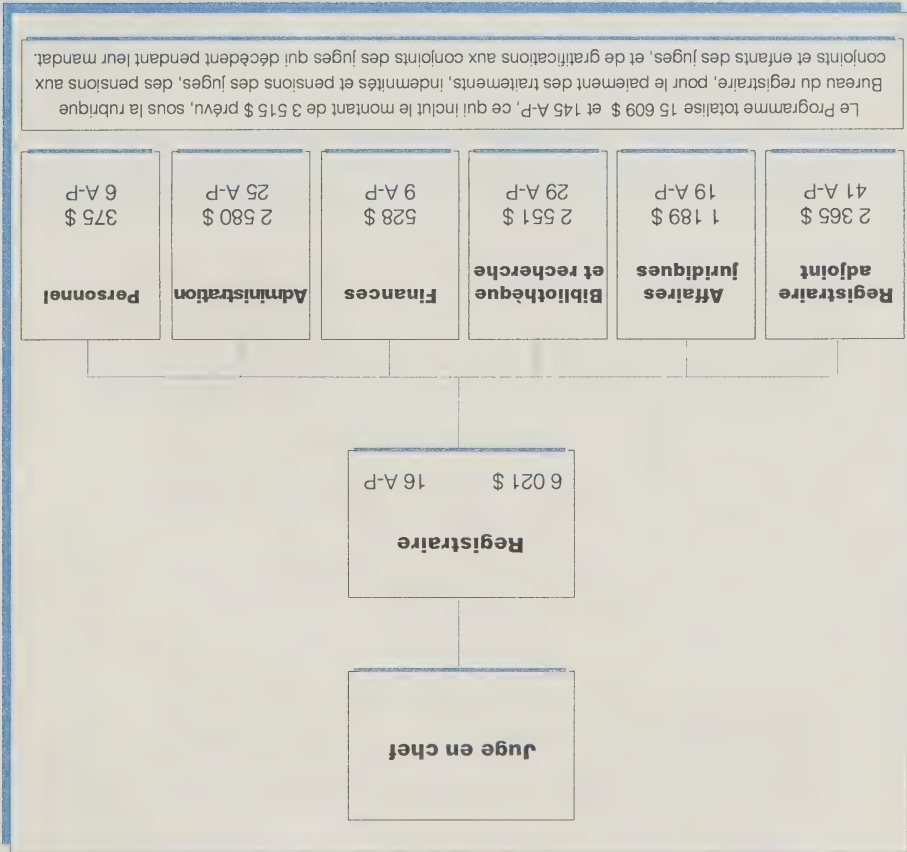 Juge en chef
Registraire
6 021 $ 16 A-P
Registraire
adjoint
2 365 $
41 A-P
Affaires
juridiques
1 189 $
19 A-P
Bibliothèque
et recherche
2 551 $
29 A-P
Finances
528 $
9 A-P
Administration
2 580 $
25 A-P
Personnel
375 $
6 A-P
Le Programme totalise 15 609 $ et 145 A-P, ce qui inclut le montant de 3 515 $ prévu, sous la rubrique
Bureau du registraire, pour le paiement des traitements, indemnités et pensions des juges, des pensions aux
conjoints et enfants des juges, et de gratifications aux conjoints des juges qui décèdent pendant leur mandat.